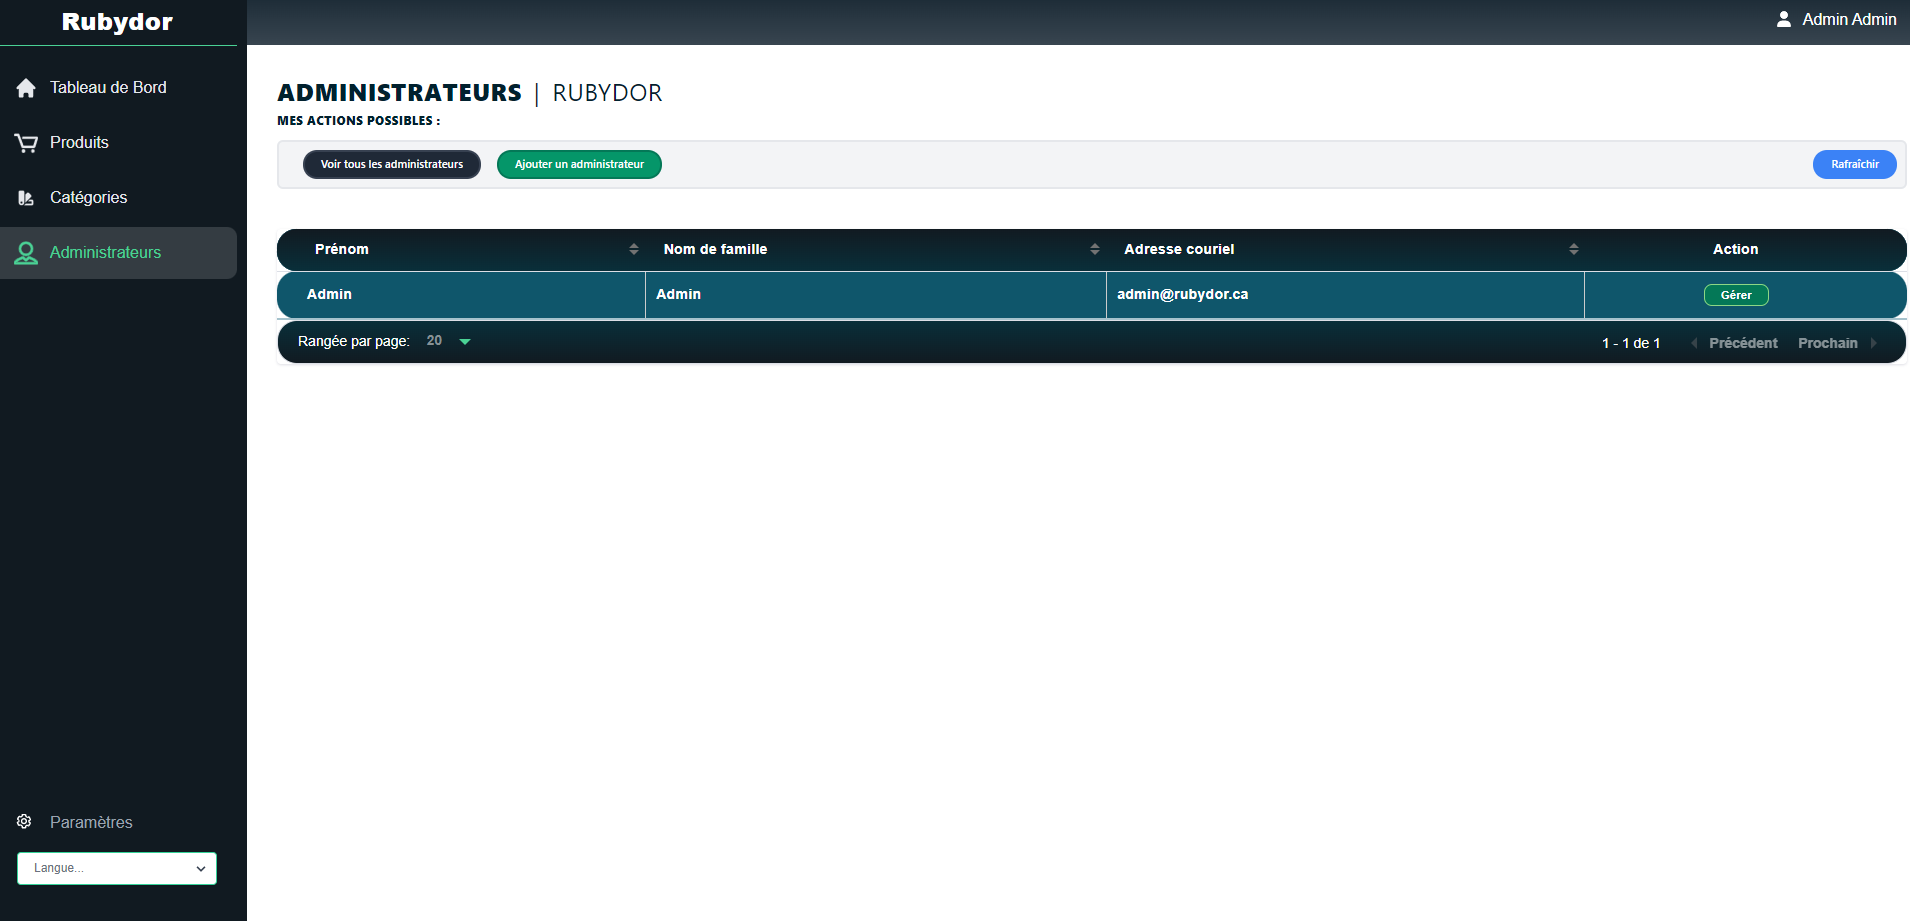 Rubydor
Admin Admin
Tableau de Bord
Produits
Catégories
Administrateurs
Paramètres
Langue...
ADMINISTRATEURS | RUBYDOR
MES ACTIONS POSSIBLES :
Voir tous les administrateurs Ajouter un administrateur Rafraîchir
Prénom Nom de famille Adresse couriel Action
Admin Admin admin@rubydor.ca Gérer
Rangée par page: 20 1 - 1 de 1 Précédent Prochain